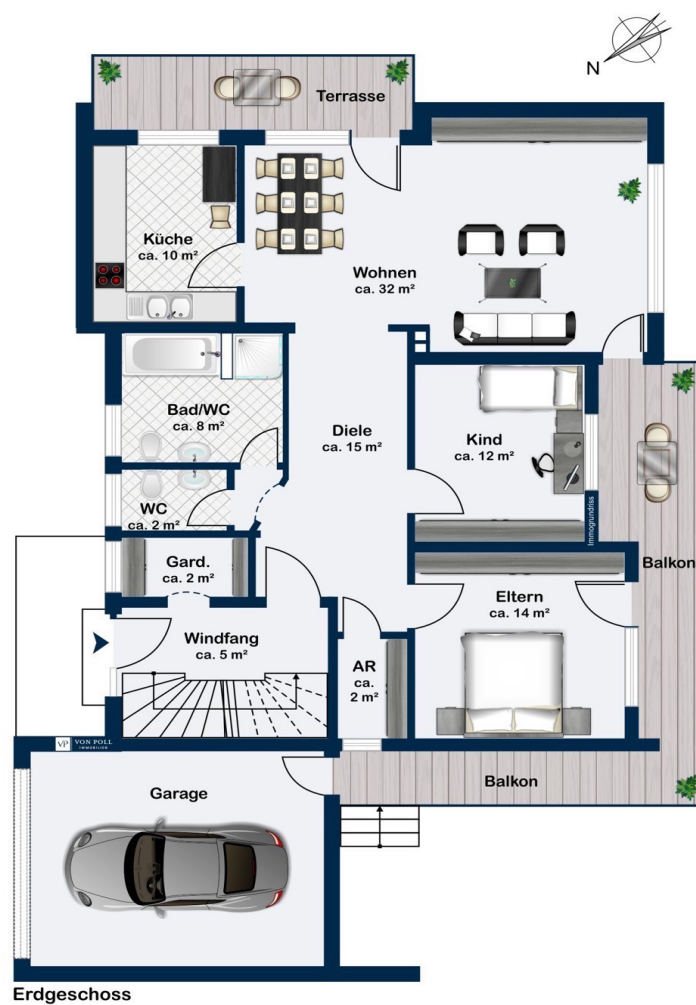 N
Terrasse
Küche
ca. 10 m²
Wohnen
ca. 32 m²
Bad/WC
ca. 8 m²
Diele
ca. 15 m²
Kind
ca. 12 m²
WC
ca. 2 m²
Immogrundriss
Gard.
ca. 2 m²
Balkon
Eltern
ca. 14 m²
Windfang
ca. 5 m²
AR
ca.
2 m²
VP VON POLL
IMMOBILIEN
Garage
Balkon
Erdgeschoss